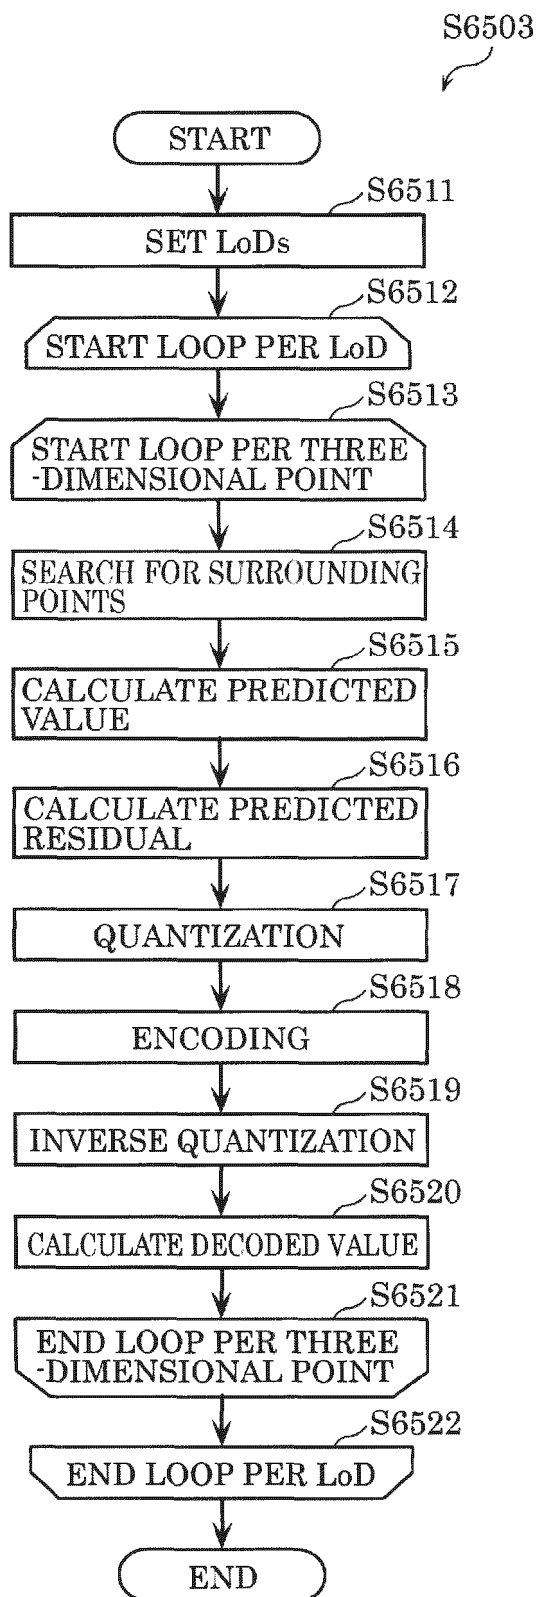 S6503
START
S6511
SET LoDs
S6512
START LOOP PER LoD
S6513
START LOOP PER THREE
-DIMENSIONAL POINT
S6514
SEARCH FOR SURROUNDING
POINTS
S6515
CALCULATE PREDICTED
VALUE
S6516
CALCULATE PREDICTED
RESIDUAL
S6517
QUANTIZATION
S6518
ENCODING
S6519
INVERSE QUANTIZATION
S6520
CALCULATE DECODED VALUE
S6521
END LOOP PER THREE
-DIMENSIONAL POINT
S6522
END LOOP PER LoD
END